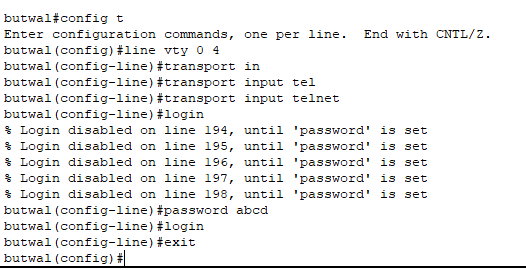 butwal#config t
Enter configuration commands, one per line.  End with CNTL/Z.
butwal(config)#line vty 0 4
butwal(config-line)#transport in
butwal(config-line)#transport input tel
butwal(config-line)#transport input telnet
butwal(config-line)#login
% Login disabled on line 194, until 'password' is set
% Login disabled on line 195, until 'password' is set
% Login disabled on line 196, until 'password' is set
% Login disabled on line 197, until 'password' is set
% Login disabled on line 198, until 'password' is set
butwal(config-line)#password abcd
butwal(config-line)#login
butwal(config-line)#exit
butwal(config)#